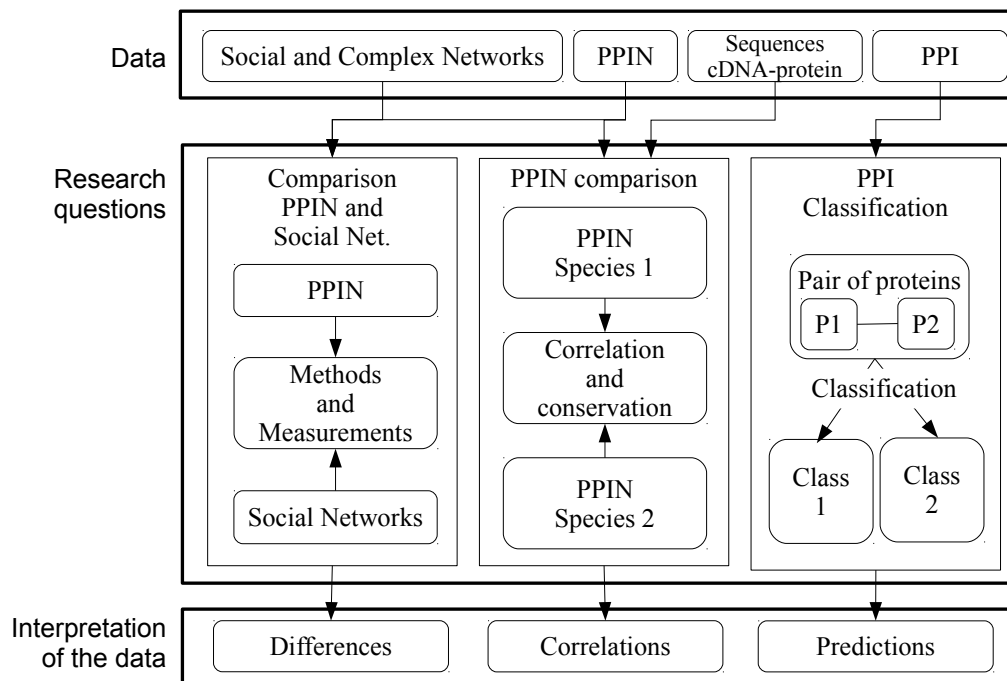 Data
Social and Complex Networks
PPIN
Sequences
cDNA-protein
PPI
Research
questions
Comparison
PPIN and
Social Net.
PPIN
Methods
and
Measurements
Social Networks
PPIN comparison
PPIN
Species 1
Correlation
and
conservation
PPIN
Species 2
PPI
Classification
Pair of proteins
P1
P2
Classification
Class
1
Class
2
Interpretation
of the data
Differences
Correlations
Predictions